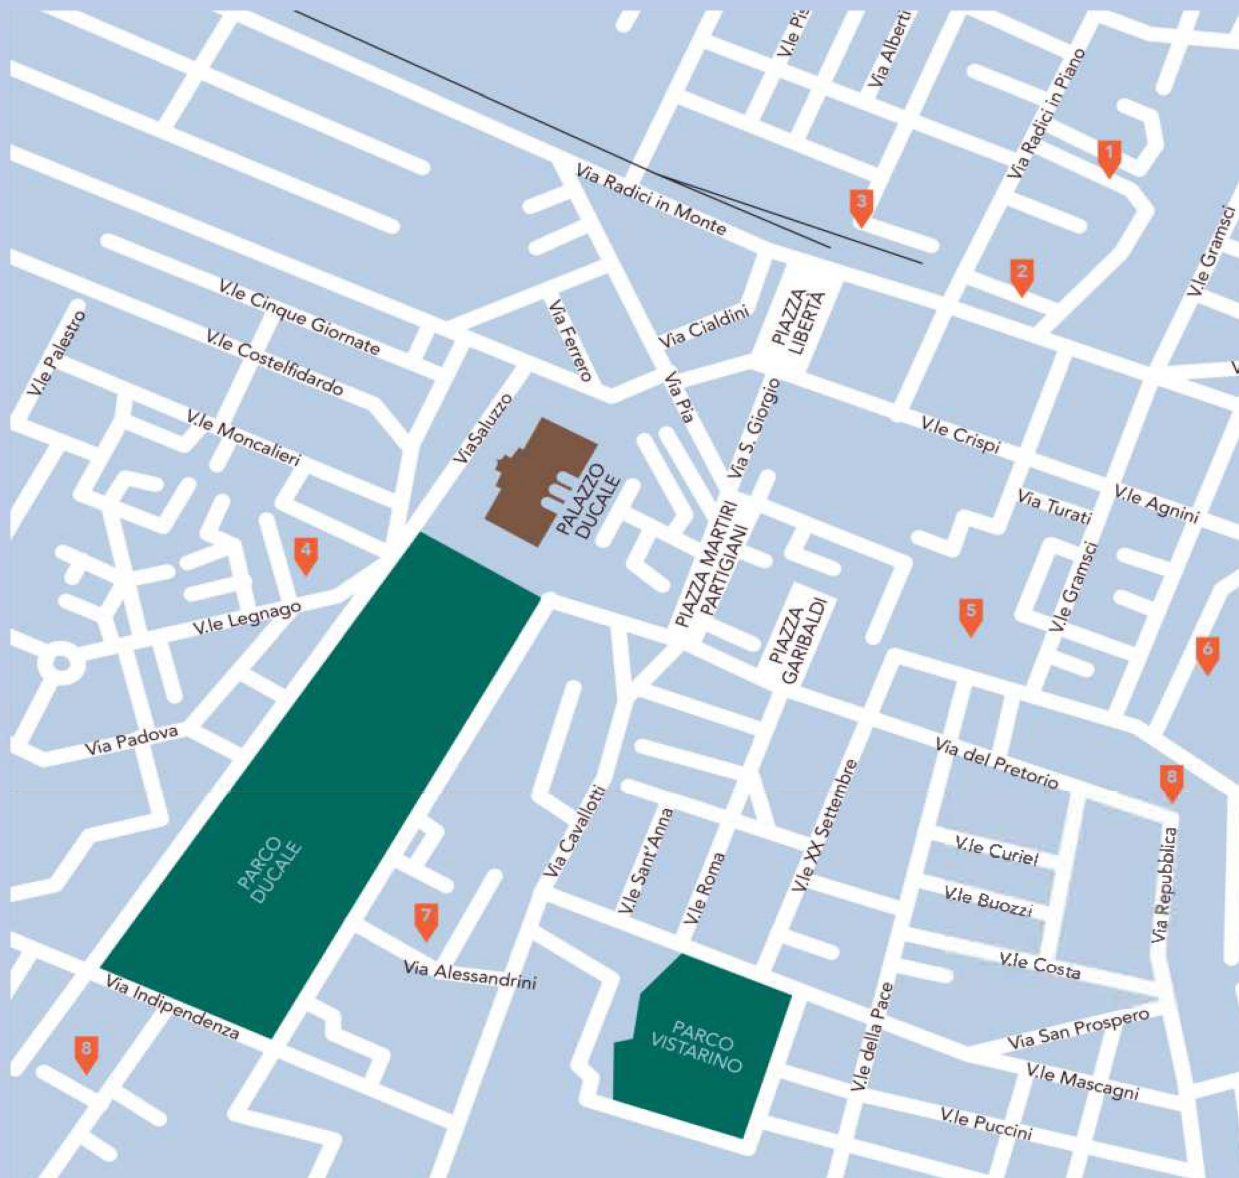 V.le Pis
Via Alberti
Via Radici in Piano
1
Via Radici in Monte
3
V.le Gramsci
2
V.le Cinque Giornate
Via Ferrero
Via Cialdini
PIAZZA
LIBERTÀ
V.le Palestro
V.le Costelfidardo
Via Pia
Via S. Giorgio
V.le Crispi
V.le Moncalieri
ViaSaluzzo
PALAZZO
DUCALE
Via Turati
V.le Agnini
4
PIAZZA MARTIRI
PARTIGIANI
V.le Gramsci
V.le Legnago
PIAZZA
GARIBALDI
5
6
Via Padova
Via del Pretorio
8
PARCO
DUCALE
Via Cavallotti
V.le Sant'Anna
V.le Roma
V.le XX Settembre
V.le Curiel
V.le Buozzi
Via Repubblica
7
Via Alessandrini
V.le Costa
Via Indipendenza
8
PARCO
VISTARINO
V.le della Pace
Via San Prospero
V.le Mascagni
V.le Puccini